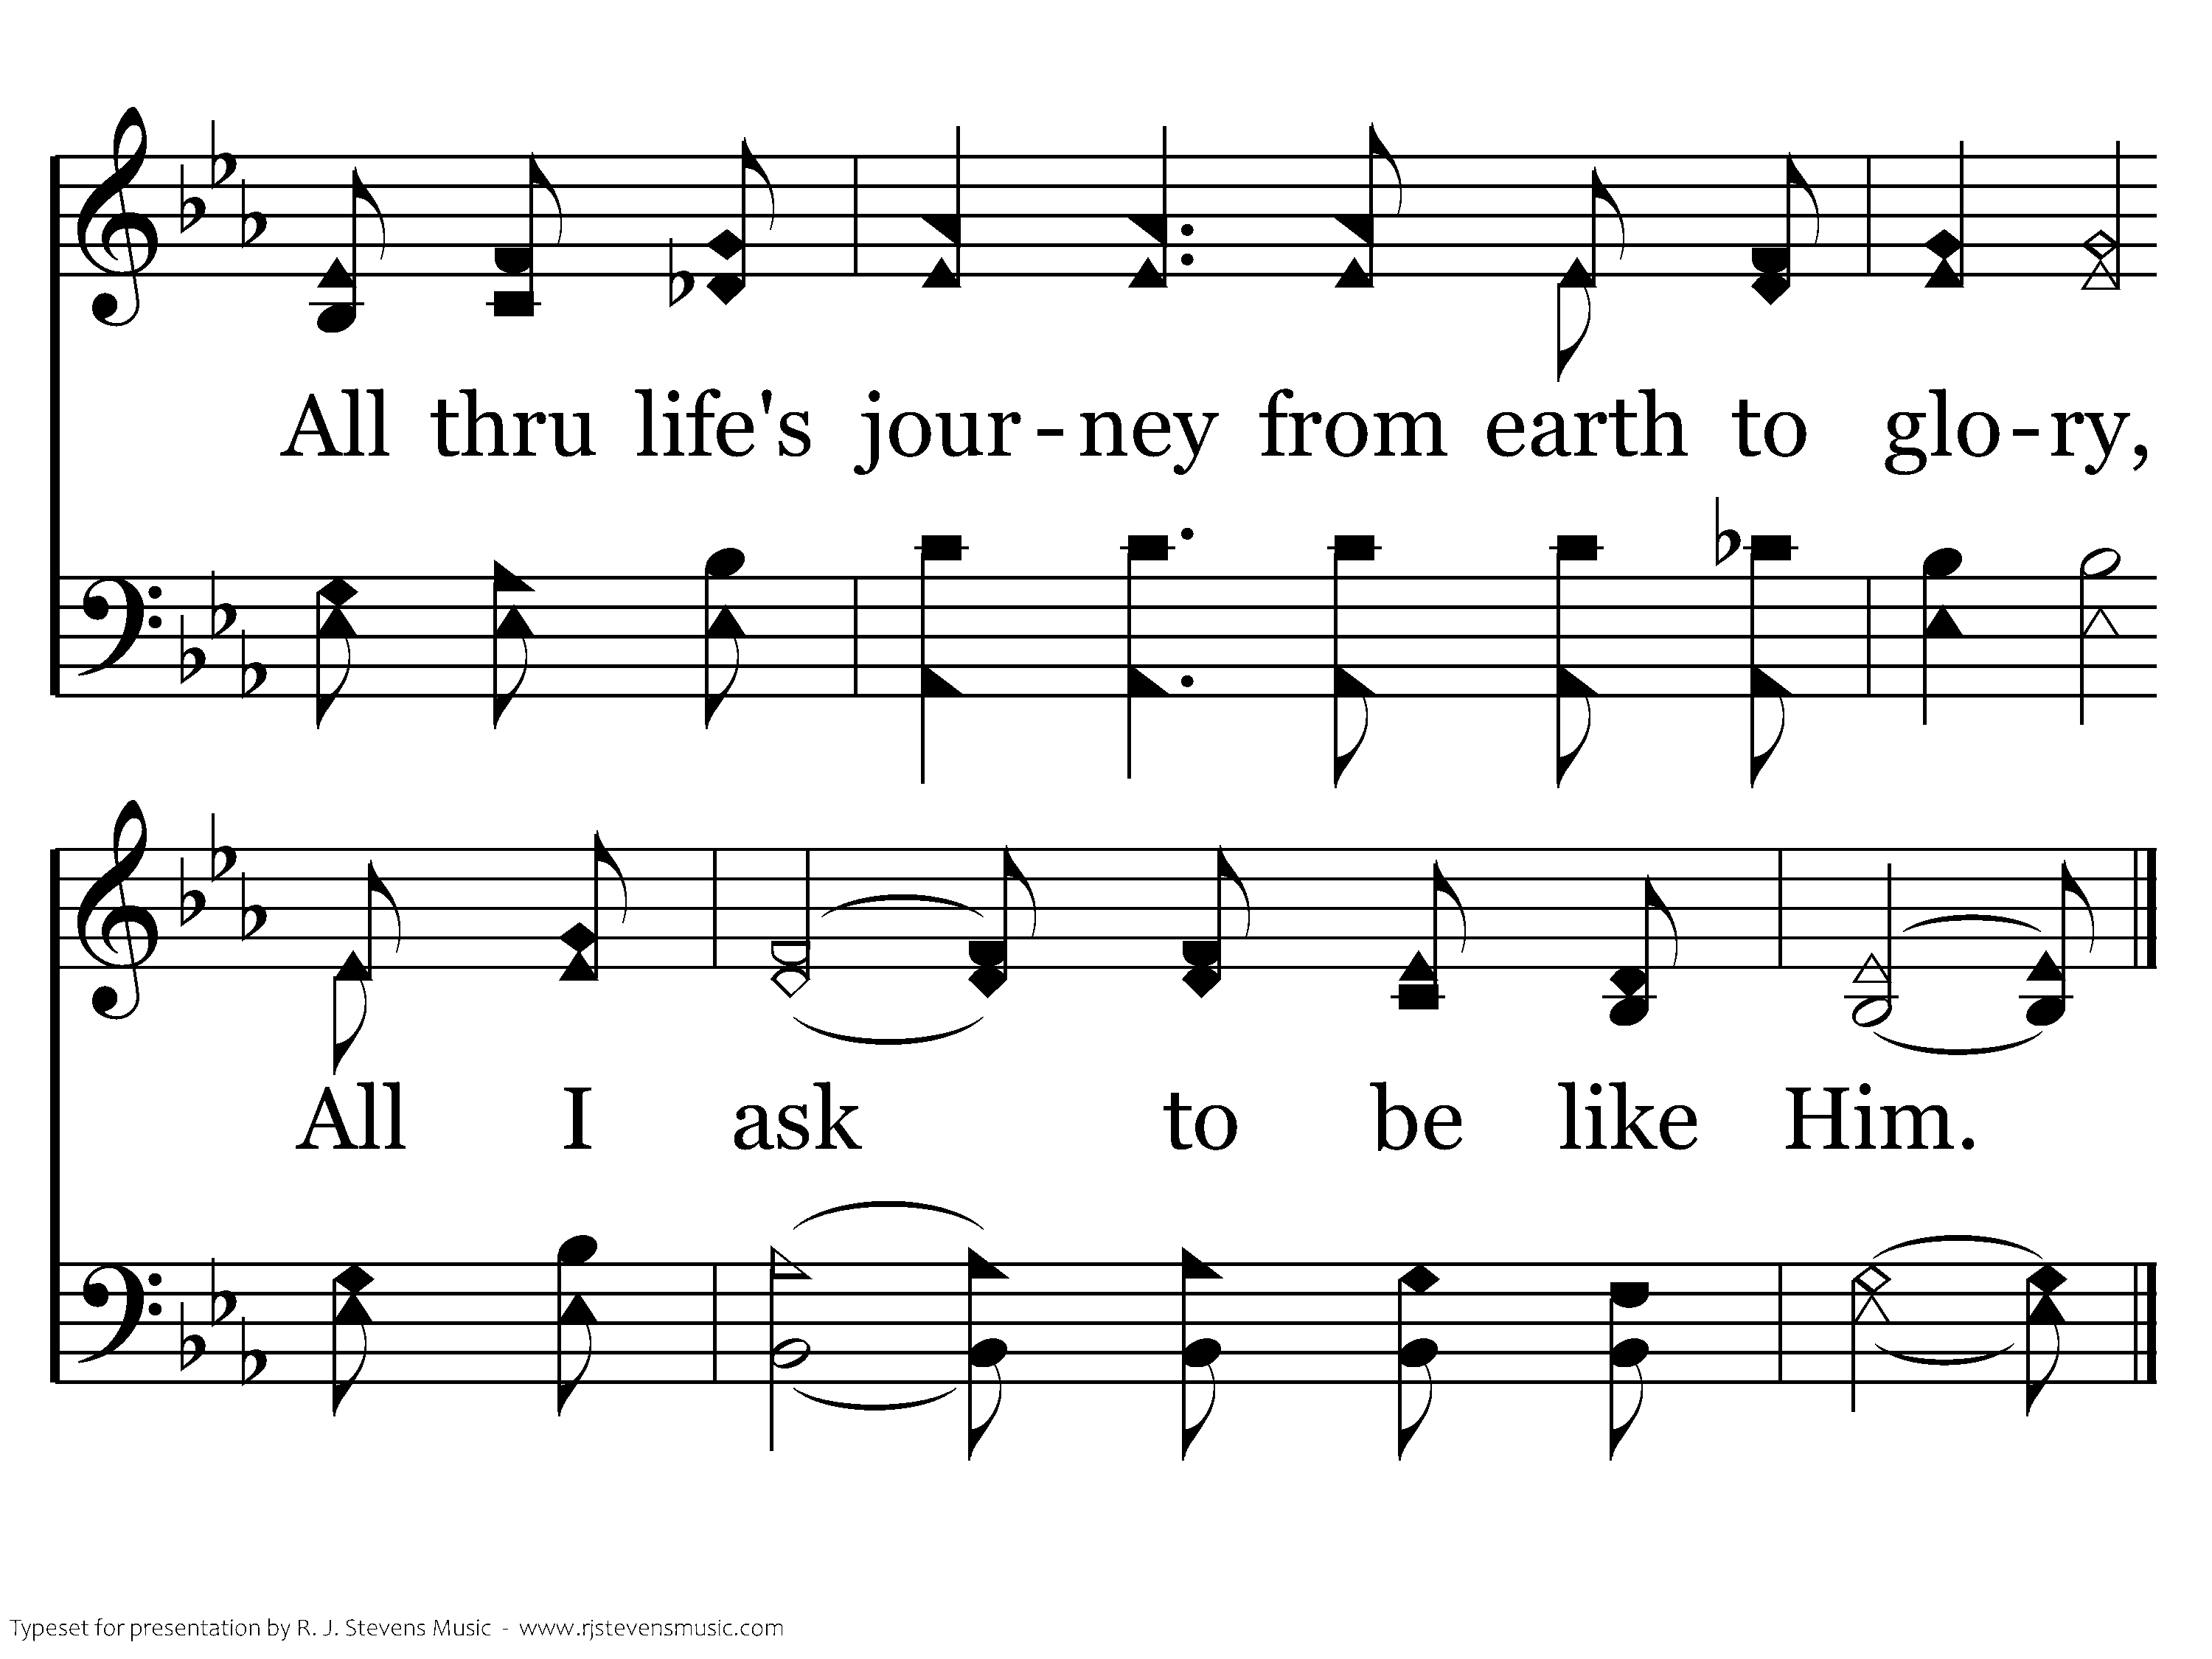 All thru life's jour-ney from earth to glo-ry,
All I ask to be like Him.
Typeset for presentation by R. J. Stevens Music - www.rjstevensmusic.com